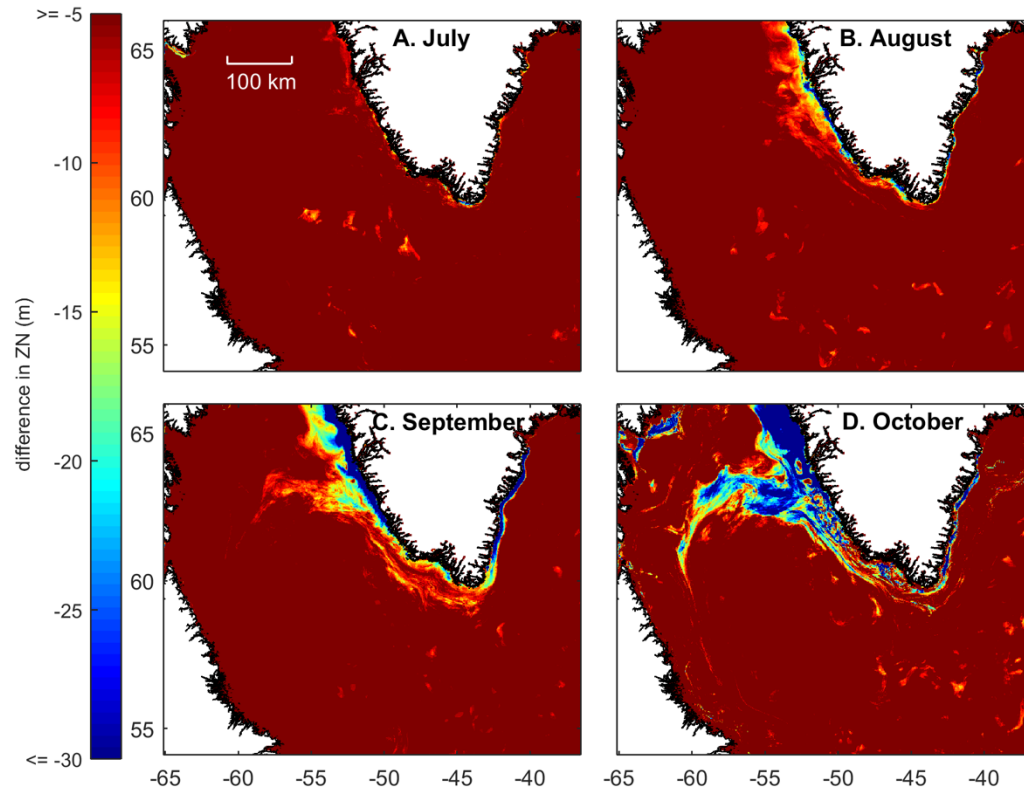 >= -5
-10
-15
-20
-25
<= -30
difference in ZN (m)
A. July
100 km
65
60
55
B. August
C. September
65
60
55
-65 -60 -55 -50 -45 -40
D. October
-65 -60 -55 -50 -45 -40